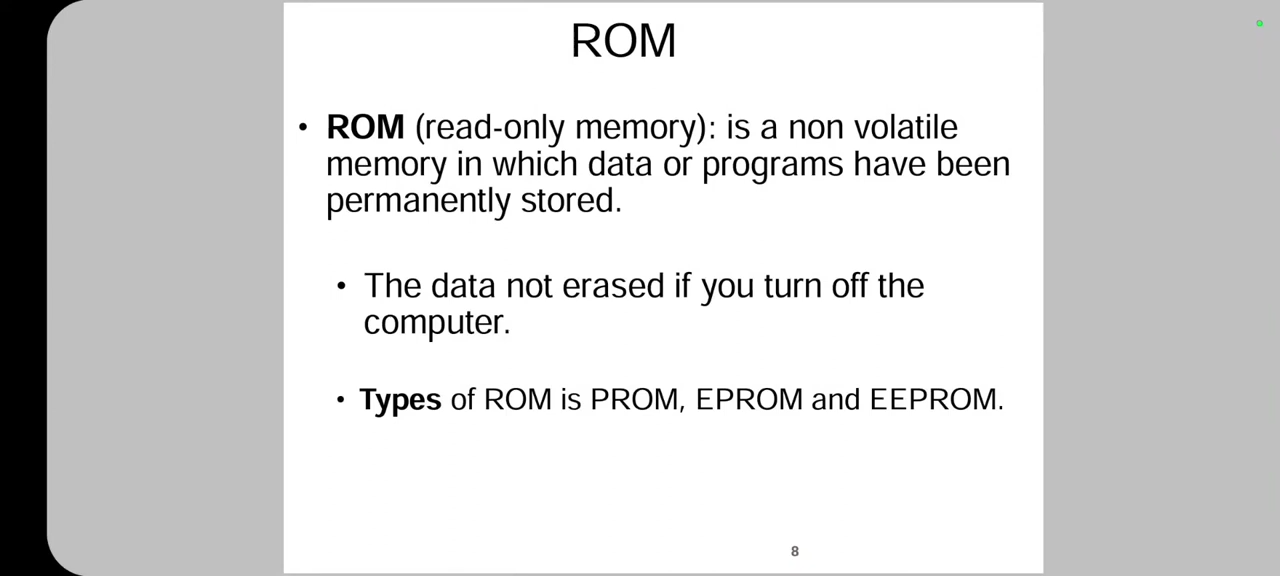 ROM
• ROM (read-only memory): is a non volatile
memory in which data or programs have been
permanently stored.
• The data not erased if you turn off the
computer.
• Types of ROM is PROM, EPROM and EEPROM.
8